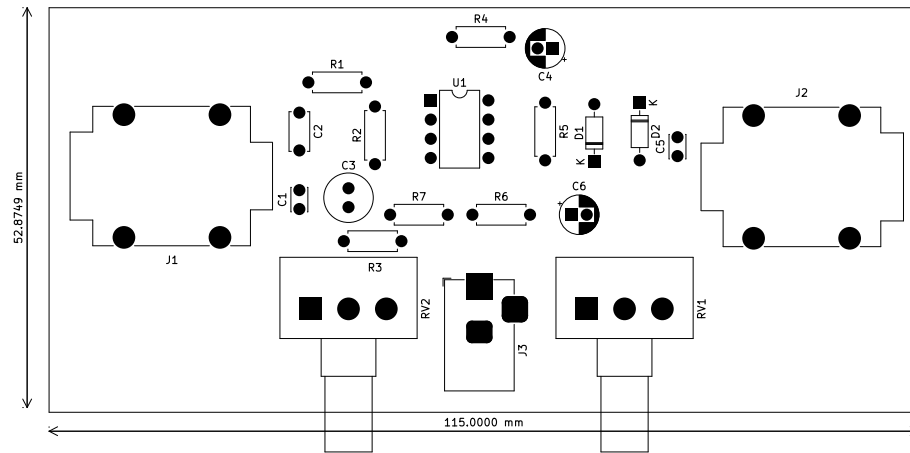 R4
C4
+
R1
U1
K
J2
C2
R2
R5
D1
D2
C5
K
C3
C1
C6
+
R7
R6
52.8749 mm
J1
R3
RV2
RV1
J3
115.0000 mm